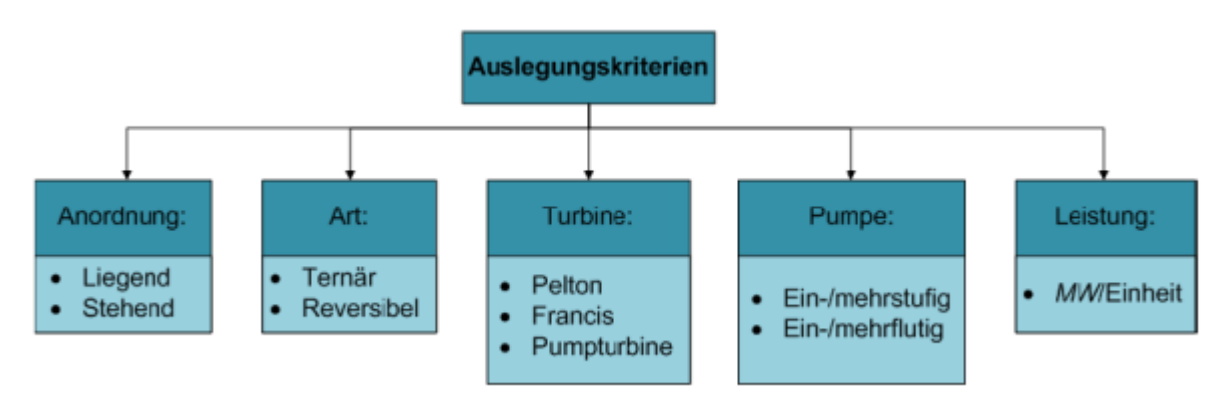 Auslegungskriterien
Anordnung:
• Liegend
• Stehend
Art:
• Ternär
• Reversibel
Turbine:
• Pelton
• Francis
• Pumpturbine
Pumpe:
• Ein-/mehrstufig
• Ein-/mehrflutig
Leistung:
• MW/Einheit